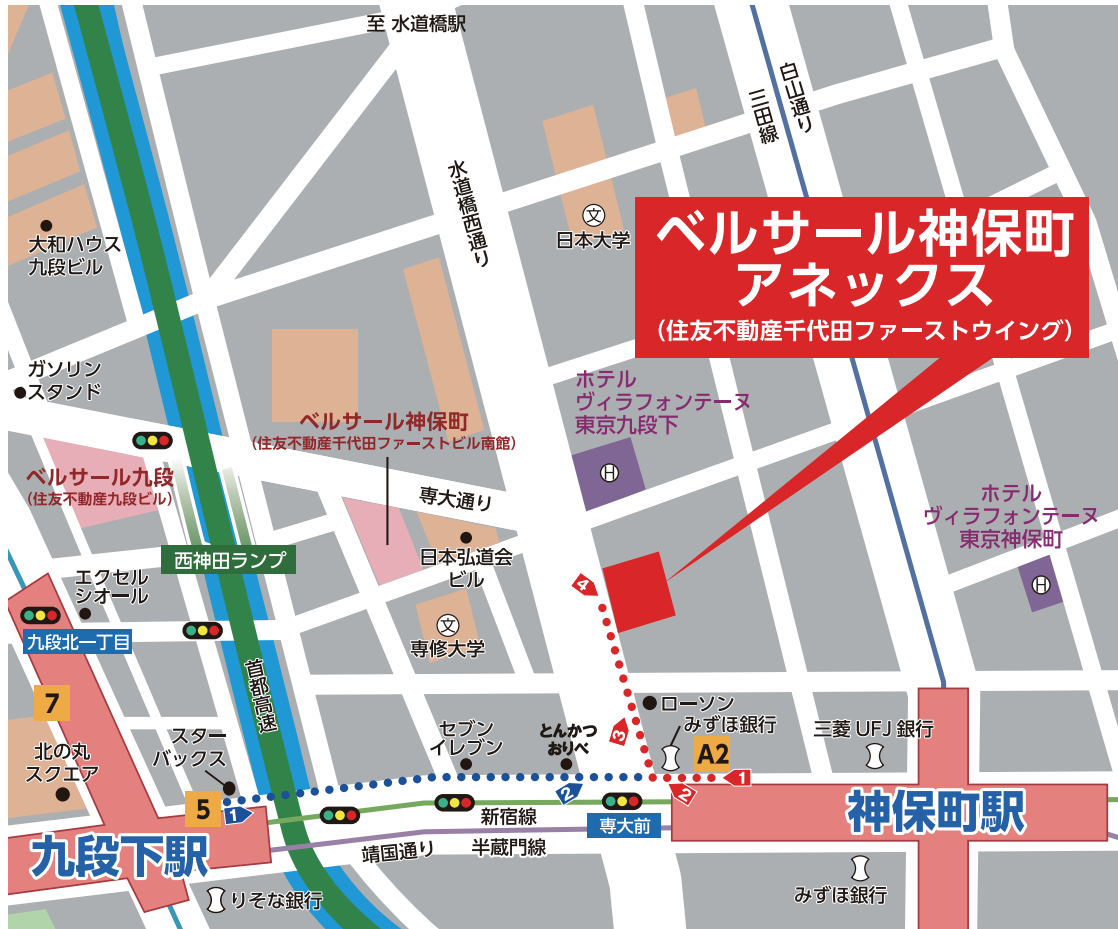 至 水道橋駅
白山通り
三田線
水道橋西通り
文
日本大学
大和ハウス
九段ビル
ベルサール神保町
アネックス
(住友不動産千代田ファーストウイング)
ガソリン
スタンド
ホテル
ヴィラフォンテーヌ
東京九段下
H
ベルサール神保町
(住友不動産千代田ファーストビル南館)
ベルサール九段
(住友不動産九段ビル)
専大通り
ホテル
ヴィラフォンテーヌ
東京神保町
H
西神田ランプ
日本弘道会
ビル
エクセル
シオール
4
九段北一丁目
文
専修大学
首都高速
7
ローソン
みずほ銀行
A2
3
スター
バックス
セブン
イレブン
とんかつ
おりべ
三菱 UFJ 銀行
北の丸
スクエア
5
1
2
2
1
新宿線
専大前
神保町駅
九段下駅
靖国通り
半蔵門線
りそな銀行
みずほ銀行